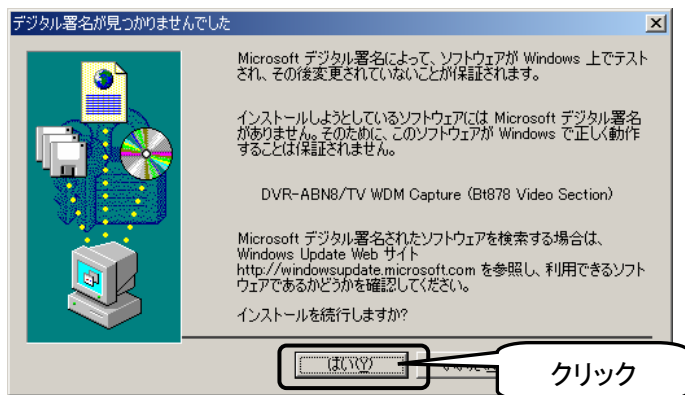 デジタル署名が見つかりませんでした
Microsoft デジタル署名によって、ソフトウェアが Windows 上でテスト
され、その後変更されていないことが保証されます。
インストールしようとしているソフトウェアには Microsoft デジタル署名
がありません。そのために、このソフトウェアが Windows で正しく動作
することは保証されません。
DVR-ABN8/TV WDM Capture (Bt878 Video Section)
Microsoft デジタル署名されたソフトウェアを検索する場合は、
Windows Update Web サイト
http://windowsupdate.microsoft.com を参照し、利用できるソフト
ウェアであるかどうかを確認してください。
インストールを続行しますか?
はい(Y)
クリック